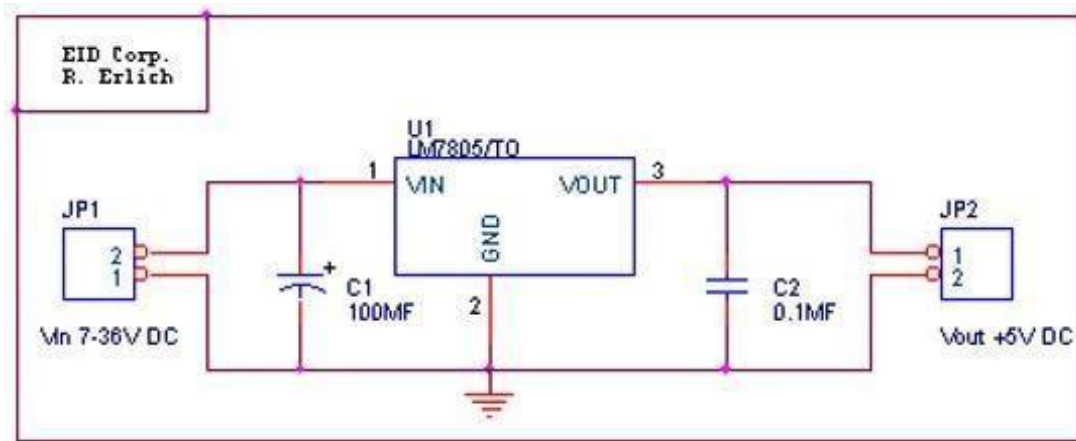 EID Corp.
R. Erlich
U1
LM7805/TO
1
VIN
VOUT
3
GND
2
JP1
2
1
Vin 7-36V DC
+
C1
100MF
C2
0.1MF
JP2
1
2
Vout +5V DC